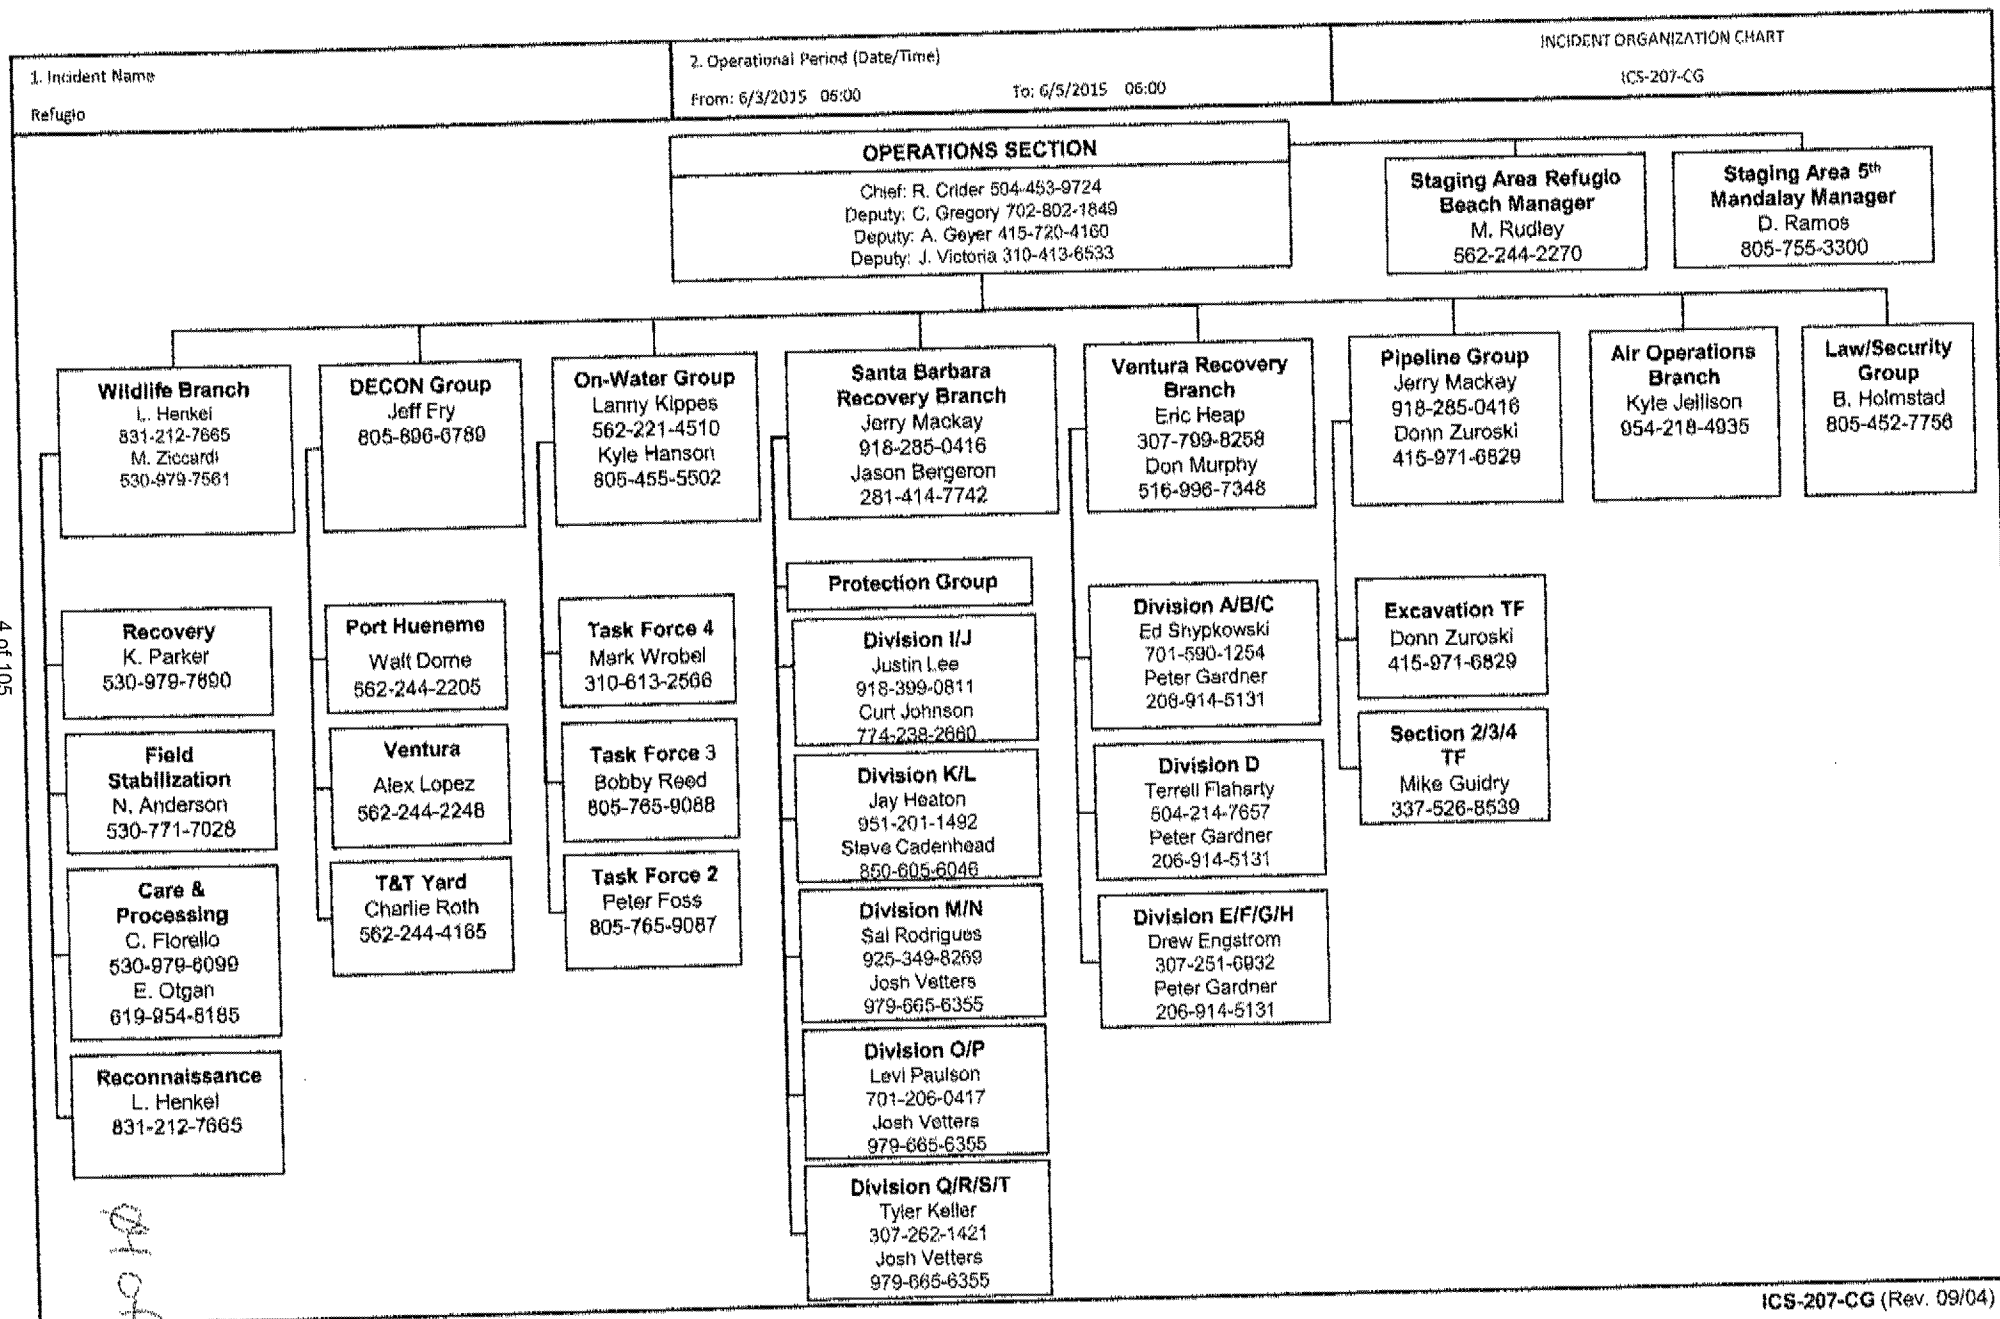 1. Incident Name
Refugio
2. Operational Period (Date/Time)
From: 6/3/2015 06:00 To: 6/5/2015 06:00
INCIDENT ORGANIZATION CHART
ICS-207-CG
OPERATIONS SECTION
Chief: R. Crider 504-453-9724
Deputy: C. Gregory 702-802-1849
Deputy: A. Geyer 415-720-4160
Deputy: J. Victoria 310-413-6533
Staging Area Refugio
Beach Manager
M. Rudley
562-244-2270
Staging Area 5th
Mandalay Manager
D. Ramos
805-755-3300
Wildlife Branch
L. Henkel
831-212-7665
M. Ziccardi
530-979-7561
DECON Group
Jeff Fry
805-896-6789
On-Water Group
Lanny Kippes
562-221-4510
Kyle Hanson
805-455-5502
Santa Barbara
Recovery Branch
Jerry Mackay
918-285-0416
Jason Bergeron
281-414-7742
Ventura Recovery
Branch
Eric Heap
307-799-8258
Don Murphy
516-996-7348
Pipeline Group
Jerry Mackay
918-285-0416
Donn Zuroski
415-971-6829
Air Operations
Branch
Kyle Jellison
954-218-4935
Law/Security
Group
B. Holmstad
805-452-7756
Recovery
K. Parker
530-979-7690
Field
Stabilization
N. Anderson
530-771-7028
Care &
Processing
C. Fiorello
530-979-6099
E. Otgan
619-954-8185
Reconnaissance
L. Henkel
831-212-7665
Port Hueneme
Walt Dorne
562-244-2205
Ventura
Alex Lopez
562-244-2248
T&T Yard
Charlie Roth
562-244-4165
Task Force 4
Mark Wrobel
310-613-2566
Task Force 3
Bobby Reed
805-765-9088
Task Force 2
Peter Foss
805-765-9087
Protection Group
Division I/J
Justin Lee
918-399-0811
Curt Johnson
774-238-2660
Division K/L
Jay Heaton
951-201-1492
Steve Cadenhead
850-605-6046
Division M/N
Sal Rodrigues
925-349-8269
Josh Vetters
979-665-6355
Division O/P
Levi Paulson
701-206-0417
Josh Vetters
979-665-6355
Division Q/R/S/T
Tyler Keller
307-262-1421
Josh Vetters
979-665-6355
Division A/B/C
Ed Shypkowski
701-590-1254
Peter Gardner
206-914-5131
Division D
Terrell Flaharty
504-214-7657
Peter Gardner
206-914-5131
Division E/F/G/H
Drew Engstrom
307-251-6932
Peter Gardner
206-914-5131
Excavation TF
Donn Zuroski
415-971-6829
Section 2/3/4
TF
Mike Guidry
337-526-8539
4 of 105
ICS-207-CG (Rev. 09/04)